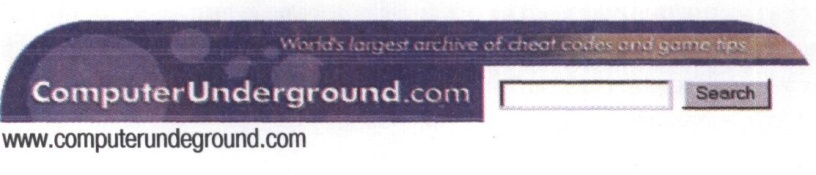 World's largest archive of cheat codes and game tips
ComputerUnderground.com
Search
www.computerundeground.com